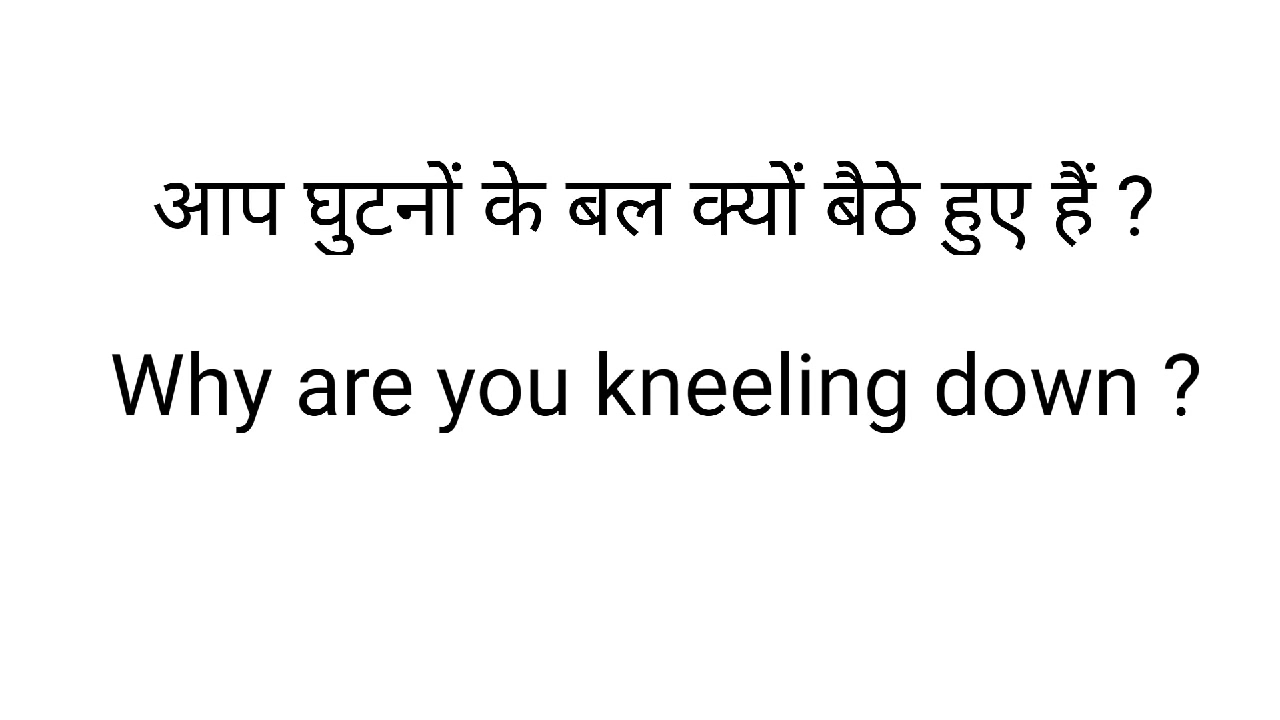 आप घुटनों के बल क्यों बैठे हुए हैं ?
Why are you kneeling down ?